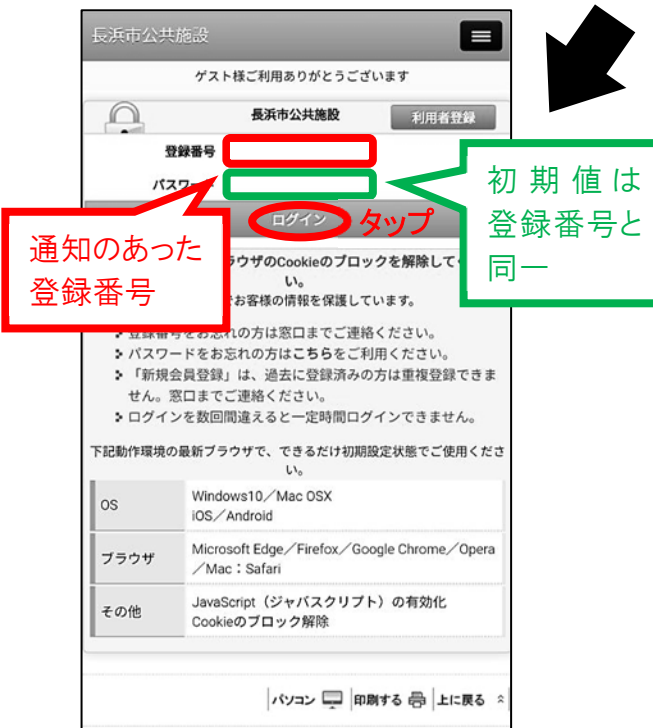 長浜市公共施設
ゲスト様ご利用ありがとうございます
長浜市公共施設
利用者登録
登録番号
パスワード
ログイン
タップ
初期値は
登録番号と
同一
通知のあった
登録番号
ラウザのCookieのブロックを解除して
い。
お客様の情報を保護しています。
登録番号をお忘れの方は窓口までご連絡ください。
パスワードをお忘れの方はこちらをご利用ください。
「新規会員登録」は、過去に登録済みの方は重複登録できま
せん。窓口までご連絡ください。
ログインを数回間違えると一定時間ログインできません。
下記動作環境の最新ブラウザで、できるだけ初期設定状態でご使用くださ
い。
OS
Windows10／Mac OSX
iOS／Android
ブラウザ
Microsoft Edge／Firefox／Google Chrome／Opera
／Mac：Safari
その他
JavaScript（ジャバスクリプト）の有効化
Cookieのブロック解除
パソコン 印刷する 上に戻る